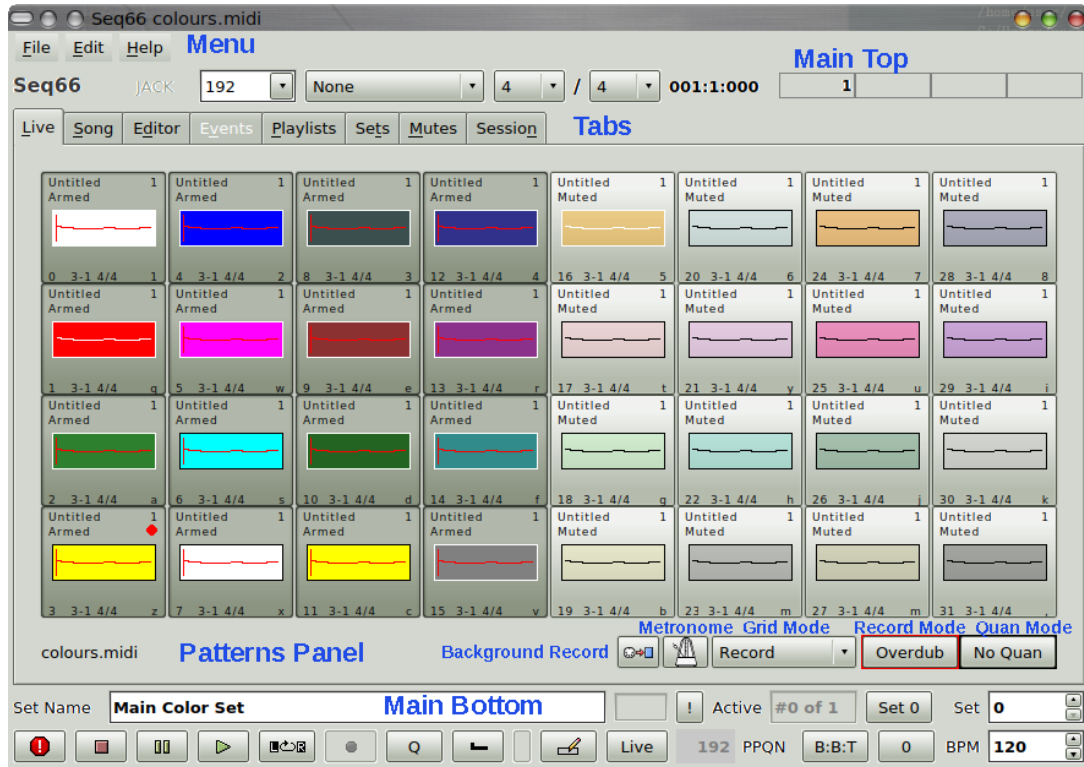 Seq66 colours.midi
File Edit Help Menu
Main Top
Seq66 JACK 192 None 4 / 4 001:1:000 1
Live Song Editor Events Playlists Sets Mutes Session Tabs
Untitled 1 Untitled 1 Untitled 1 Untitled 1 Untitled 1 Untitled 1 Untitled 1 Untitled 1
Armed Armed Armed Armed Muted Muted Muted Muted
0 3-1 4/4 1 4 3-1 4/4 2 8 3-1 4/4 3 12 3-1 4/4 4 16 3-1 4/4 5 20 3-1 4/4 6 24 3-1 4/4 7 28 3-1 4/4 8
Untitled 1 Untitled 1 Untitled 1 Untitled 1 Untitled 1 Untitled 1 Untitled 1 Untitled 1
Armed Armed Armed Armed Muted Muted Muted Muted
1 3-1 4/4 q 5 3-1 4/4 w 9 3-1 4/4 e 13 3-1 4/4 r 17 3-1 4/4 t 21 3-1 4/4 y 25 3-1 4/4 u 29 3-1 4/4 i
Untitled 1 Untitled 1 Untitled 1 Untitled 1 Untitled 1 Untitled 1 Untitled 1 Untitled 1
Armed Armed Armed Armed Muted Muted Muted Muted
2 3-1 4/4 a 6 3-1 4/4 s 10 3-1 4/4 d 14 3-1 4/4 f 18 3-1 4/4 g 22 3-1 4/4 h 26 3-1 4/4 j 30 3-1 4/4 k
Untitled 1 Untitled 1 Untitled 1 Untitled 1 Untitled 1 Untitled 1 Untitled 1 Untitled 1
Armed Armed Armed Armed Muted Muted Muted Muted
3 3-1 4/4 z 7 3-1 4/4 x 11 3-1 4/4 c 15 3-1 4/4 v 19 3-1 4/4 b 23 3-1 4/4 m 27 3-1 4/4 m 31 3-1 4/4 ,
Metronome Grid Mode Record Mode Quan Mode
colours.midi Patterns Panel Background Record Record Overdub No Quan
Set Name Main Color Set Main Bottom ! Active #0 of 1 Set 0 Set 0
Q Live 192 PPQN B:B:T 0 BPM 120